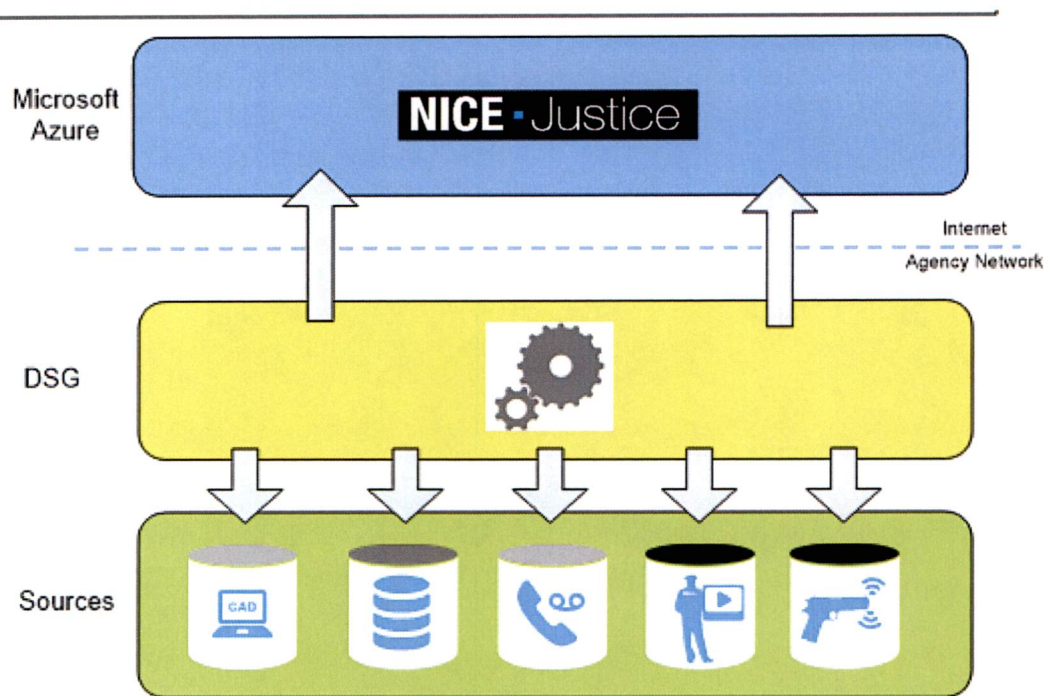 Microsoft
Azure
NICE Justice
Internet
Agency Network
DSG
Sources
CAD